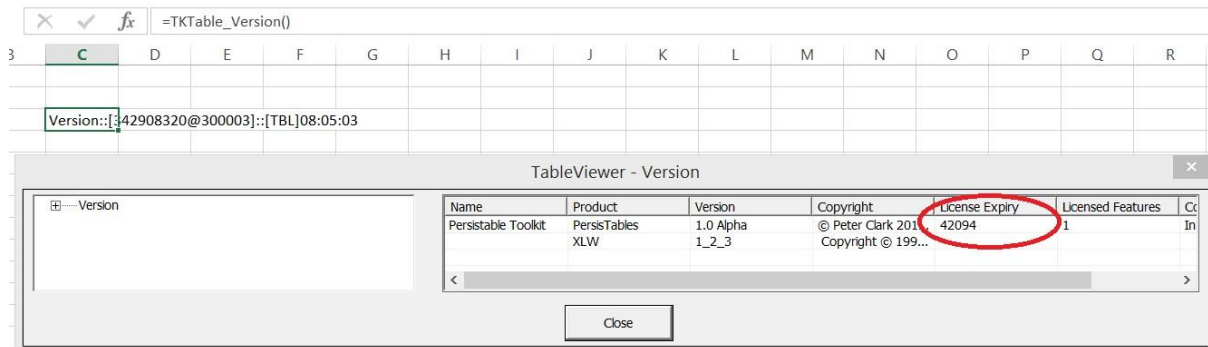 fx =TKTable_Version()
C D E F G H I J K L M N O P Q R
Version::[342908320@300003]::[TBL]08:05:03
TableViewer - Version
Version
Name Product Version Copyright License Expiry Licensed Features
Persistable Toolkit PersisTables 1.0 Alpha © Peter Clark 201... 42094 1 In
XLW 1_2_3 Copyright © 199...
Close